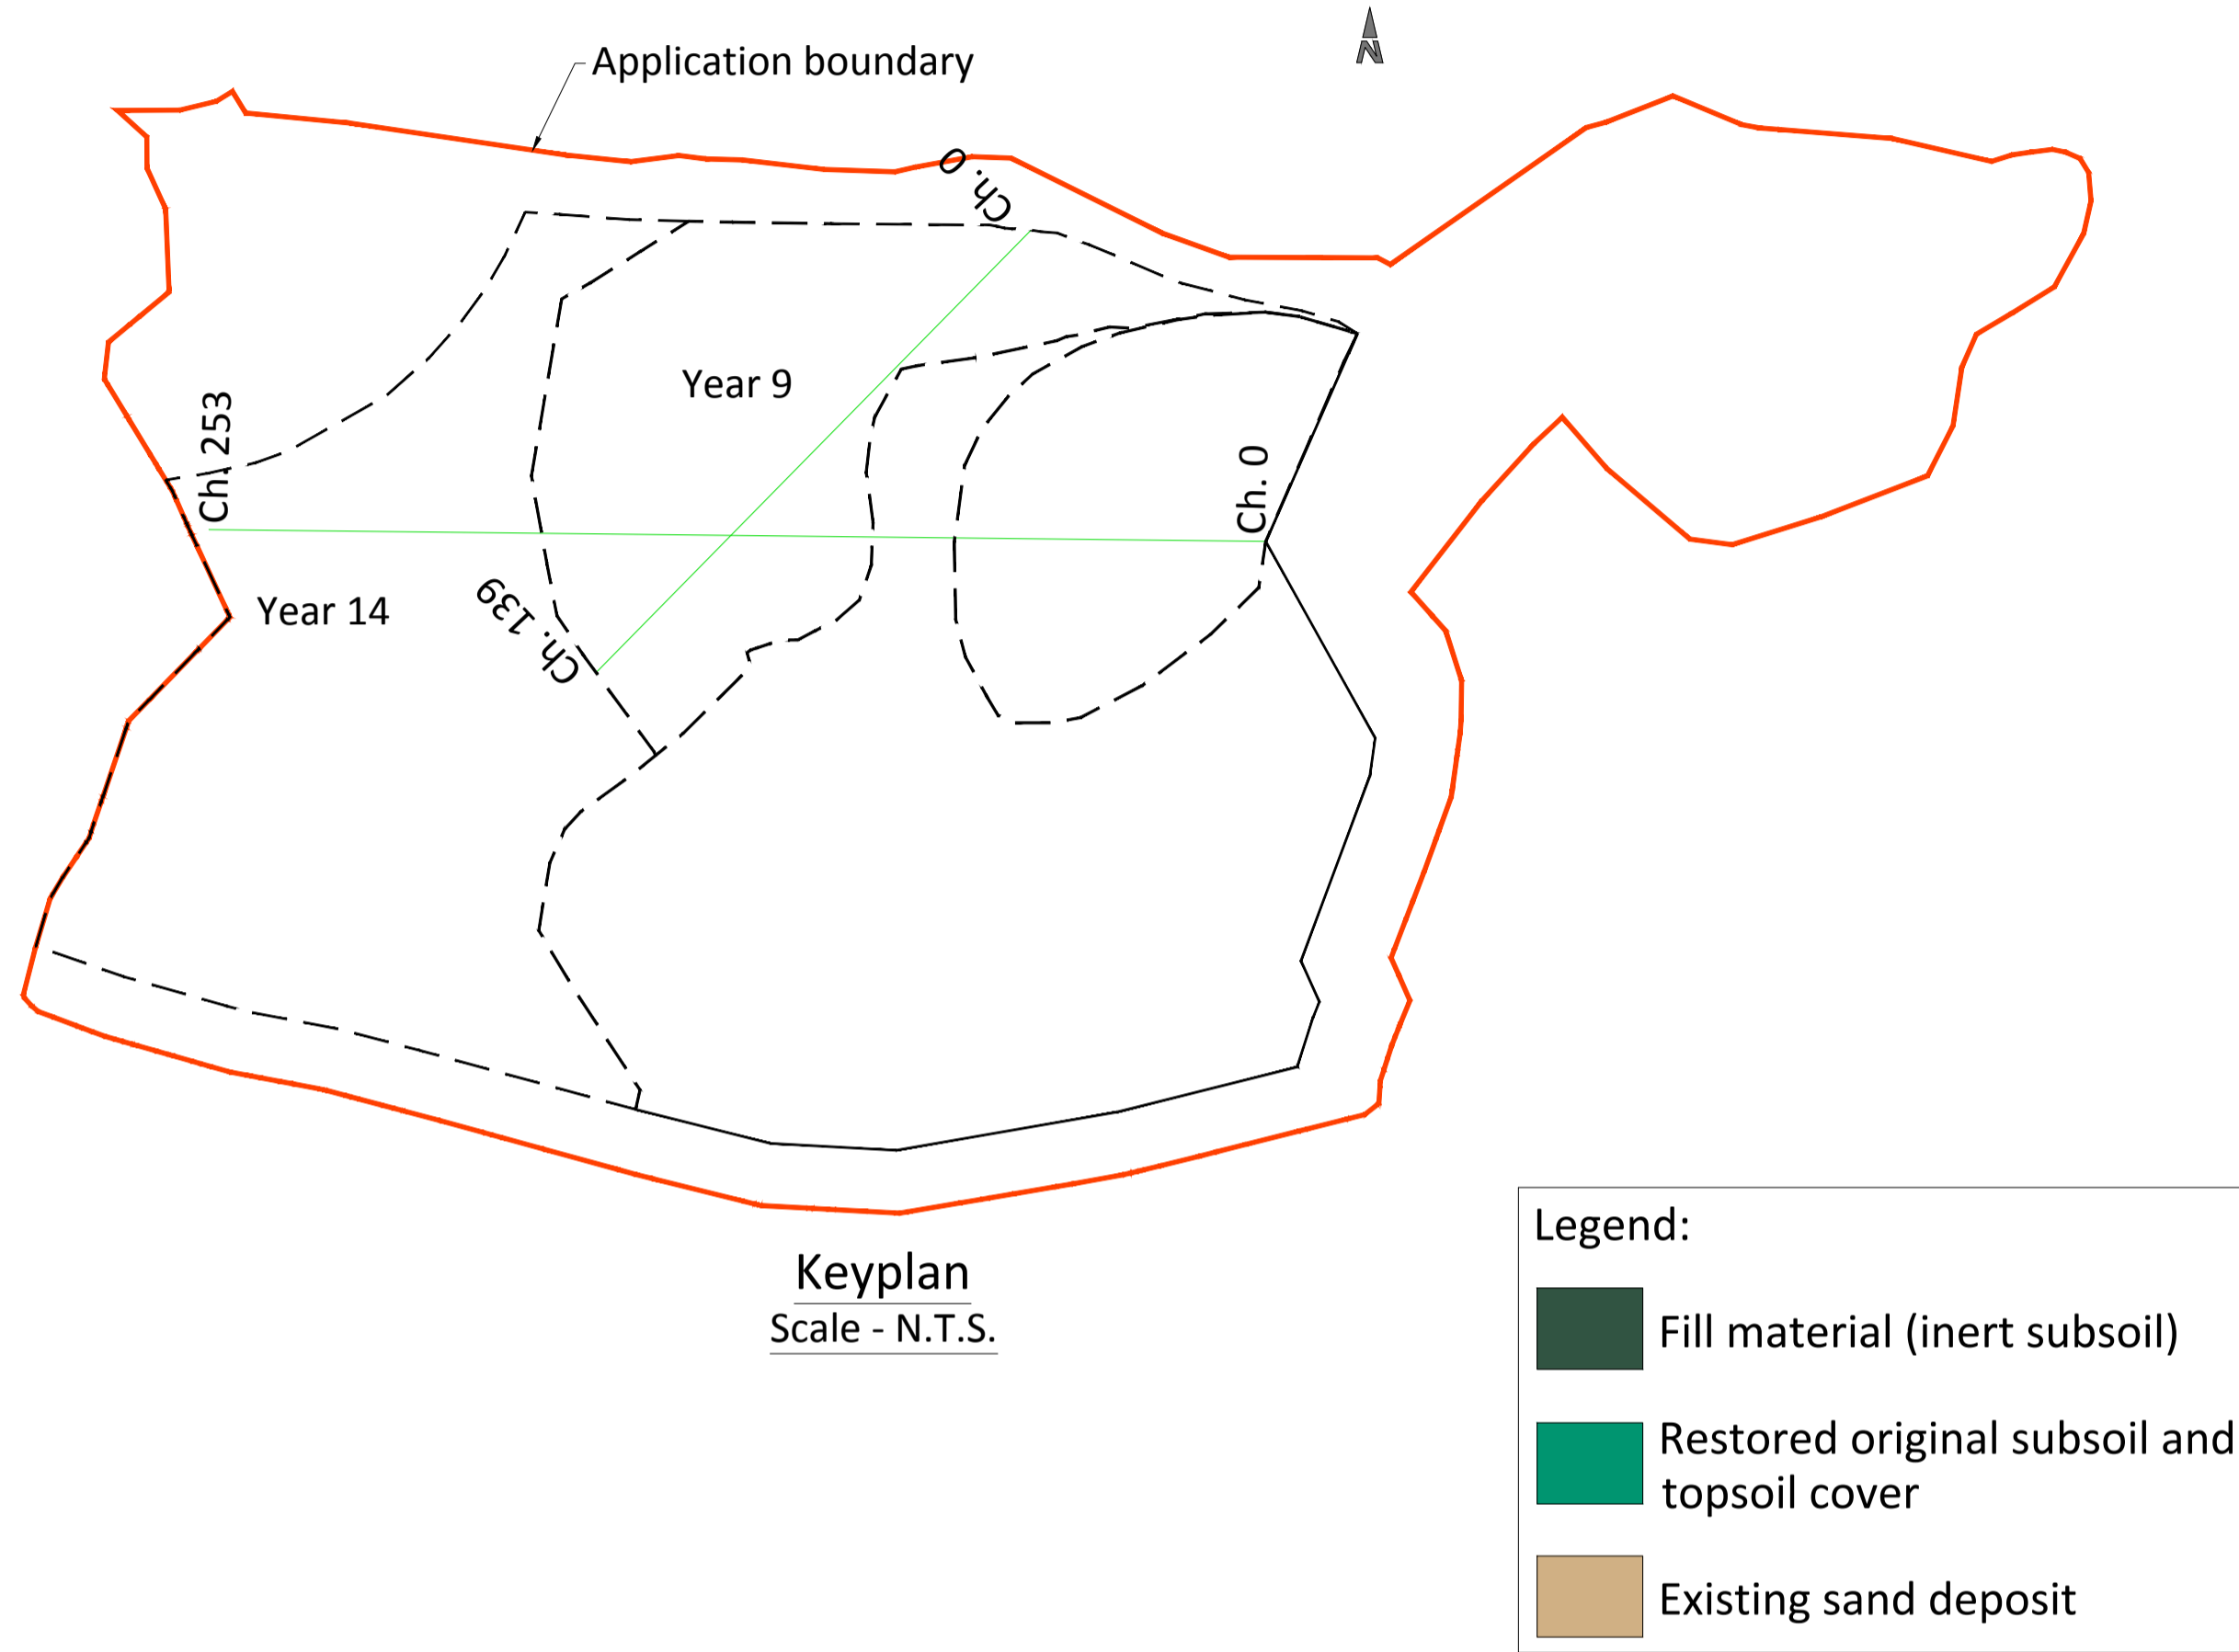 Application boundary
N
Ch. 0
Year 9
Ch. 253
Ch. 0
Year 14
Ch. 139
Keyplan
Scale - N.T.S.
Legend:
Fill material (inert subsoil)
Restored original subsoil and
topsoil cover
Existing sand deposit